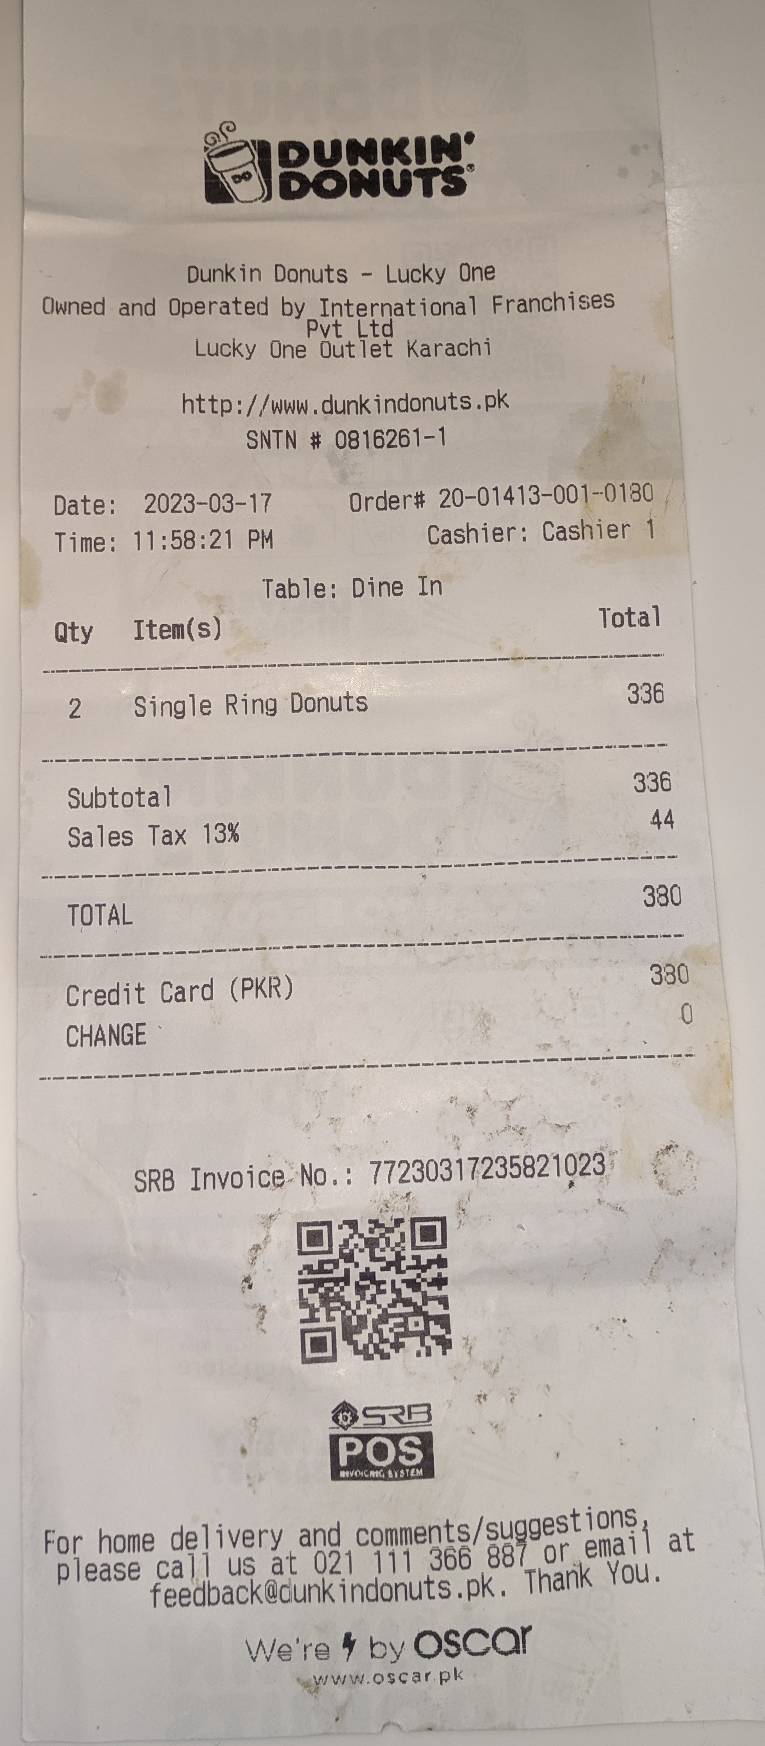 DUNKIN'
DONUTS®
Dunkin Donuts - Lucky One
Owned and Operated by International Franchises
Pvt Ltd
Lucky One Outlet Karachi
http://www.dunkindonuts.pk
SNTN # 0816261-1
Date: 2023-03-17 Order# 20-01413-001-0180
Time: 11:58:21 PM Cashier: Cashier 1
Table: Dine In
Qty Item(s) Total
2 Single Ring Donuts 336
Subtotal 336
Sales Tax 13% 44
TOTAL 380
Credit Card (PKR) 380
CHANGE 0
SRB Invoice No.: 77230317235821023
SRB
POS
INVOICING SYSTEM
For home delivery and comments/suggestions,
please call us at 021 111 366 887 or email at
feedback@dunkindonuts.pk. Thank You.
We're by oscar
www.oscar.pk